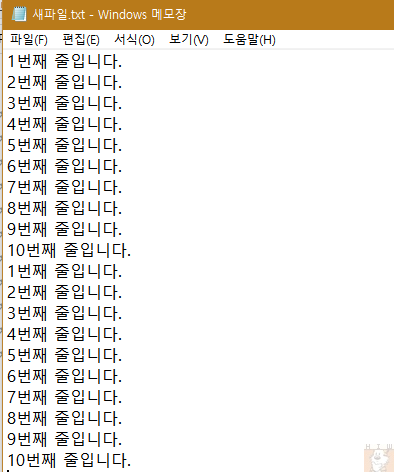 새파일.txt - Windows 메모장
파일(F) 편집(E) 서식(O) 보기(V) 도움말(H)
1번째 줄입니다.
2번째 줄입니다.
3번째 줄입니다.
4번째 줄입니다.
5번째 줄입니다.
6번째 줄입니다.
7번째 줄입니다.
8번째 줄입니다.
9번째 줄입니다.
10번째 줄입니다.
1번째 줄입니다.
2번째 줄입니다.
3번째 줄입니다.
4번째 줄입니다.
5번째 줄입니다.
6번째 줄입니다.
7번째 줄입니다.
8번째 줄입니다.
9번째 줄입니다.
10번째 줄입니다.